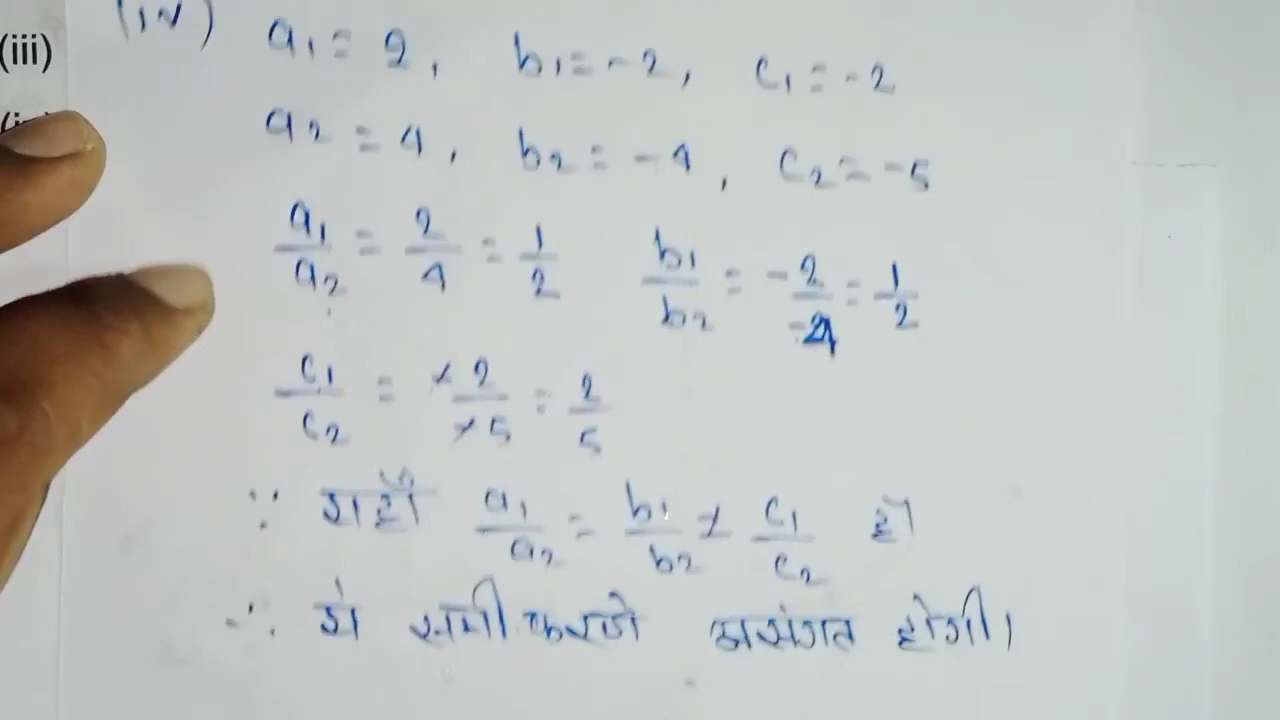 (iii)
(iv) a₁ = 2, b₁ = -2, c₁ = -2
a₂ = 4, b₂ = -4, c₂ = -5
a₁/a₂ = 2/4 = 1/2 b₁/b₂ = -2/-4 = 1/2
c₁/c₂ = -2/-5 = 2/5
∵ यहाँ a₁/a₂ = b₁/b₂ ≠ c₁/c₂ है
∴ ये समीकरणे असंगत होगी।